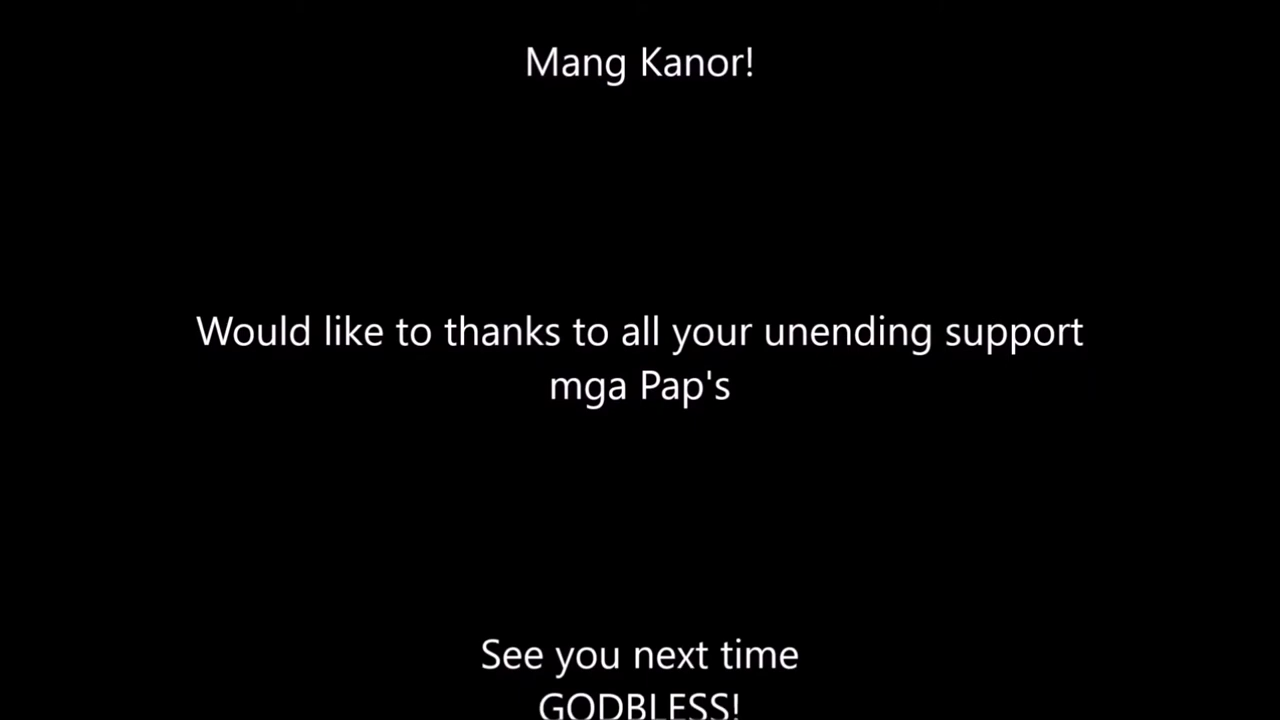 Mang Kanor!
Would like to thanks to all your unending support
mga Pap's
See you next time
GODBLESS!